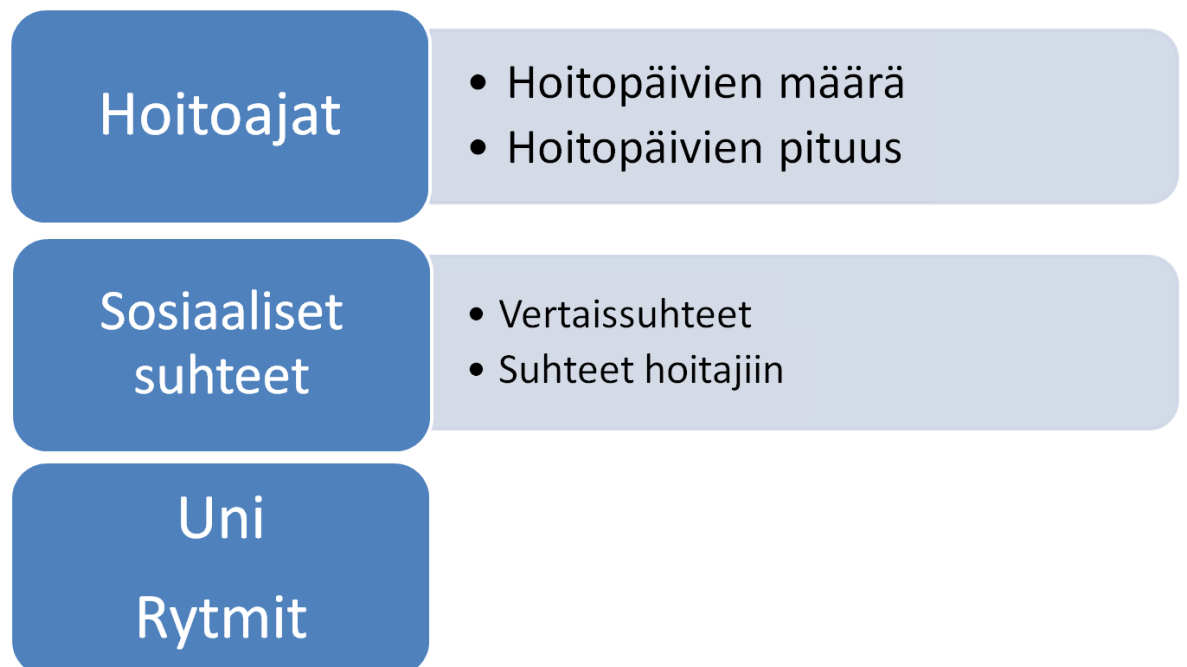 Hoitoajat
• Hoitopäivien määrä
• Hoitopäivien pituus
Sosiaaliset
suhteet
• Vertaissuhteet
• Suhteet hoitajiin
Uni
Rytmit